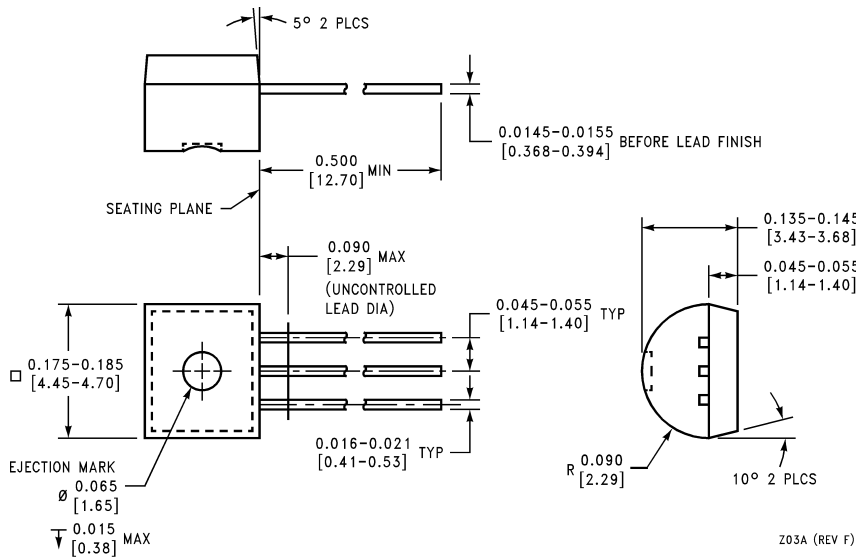 5° 2 PLCS
0.0145-0.0155
[0.368-0.394] BEFORE LEAD FINISH
0.500
[12.70] MIN
SEATING PLANE
0.135-0.145
[3.43-3.68]
0.090
[2.29] MAX
(UNCONTROLLED
LEAD DIA)
0.045-0.055
[1.14-1.40]
0.045-0.055
[1.14-1.40] TYP
0.175-0.185
[4.45-4.70]
0.016-0.021
[0.41-0.53] TYP
EJECTION MARK
ø 0.065
[1.65]
0.015
[0.38] MAX
R 0.090
[2.29]
10° 2 PLCS
Z03A (REV F)